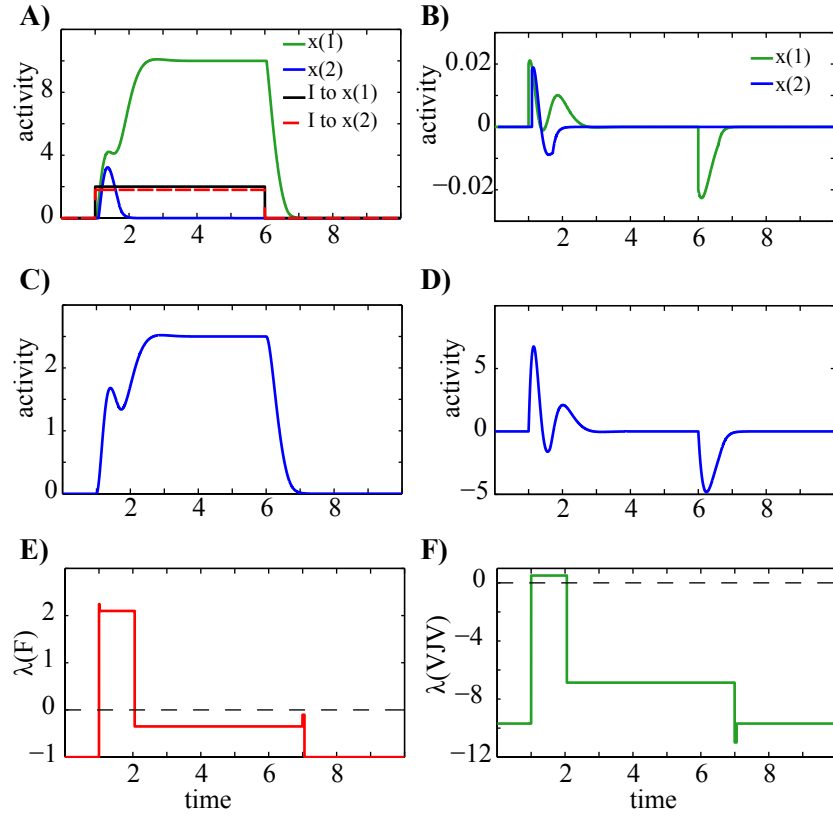 A)
activity
10
8
4
0
2 4 6 8
x(1)
x(2)
I to x(1)
I to x(2)
B)
activity
0.02
0
−0.02
2 4 6 8
x(1)
x(2)
C)
activity
2
1
0
2 4 6 8
D)
activity
5
0
−5
2 4 6 8
E)
λ(F)
2
1
0
−1
2 4 6 8
time
F)
λ(VJV)
0
−4
−8
−12
2 4 6 8
time